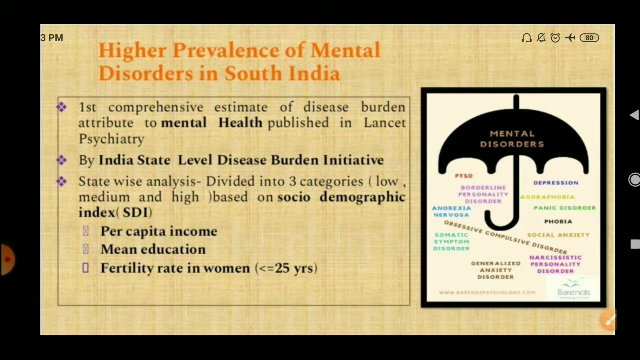 3 PM
80
Higher Prevalence of Mental
Disorders in South India
1st comprehensive estimate of disease burden
attribute to mental Health published in Lancet
Psychiatry
By India State Level Disease Burden Initiative
State wise analysis- Divided into 3 categories ( low ,
medium and high )based on socio demographic
index( SDI)
Per capita income
Mean education
Fertility rate in women (<=25 yrs)
MENTAL
DISORDERS
PTSD
DEPRESSION
BORDERLINE
PERSONALITY
DISORDER
AGORAPHOBIA
ANOREXIA
NERVOSA
PANIC DISORDER
PHOBIA
OBSESSIVE COMPULSIVE DISORDER
SOCIAL ANXIETY
SOMATIC
SYMPTOM
DISORDER
GENERALIZED
ANXIETY
DISORDER
NARCISSISTIC
PERSONALITY
DISORDER
WWW.BARENDSPSYCHOLOGY.COM
Barends